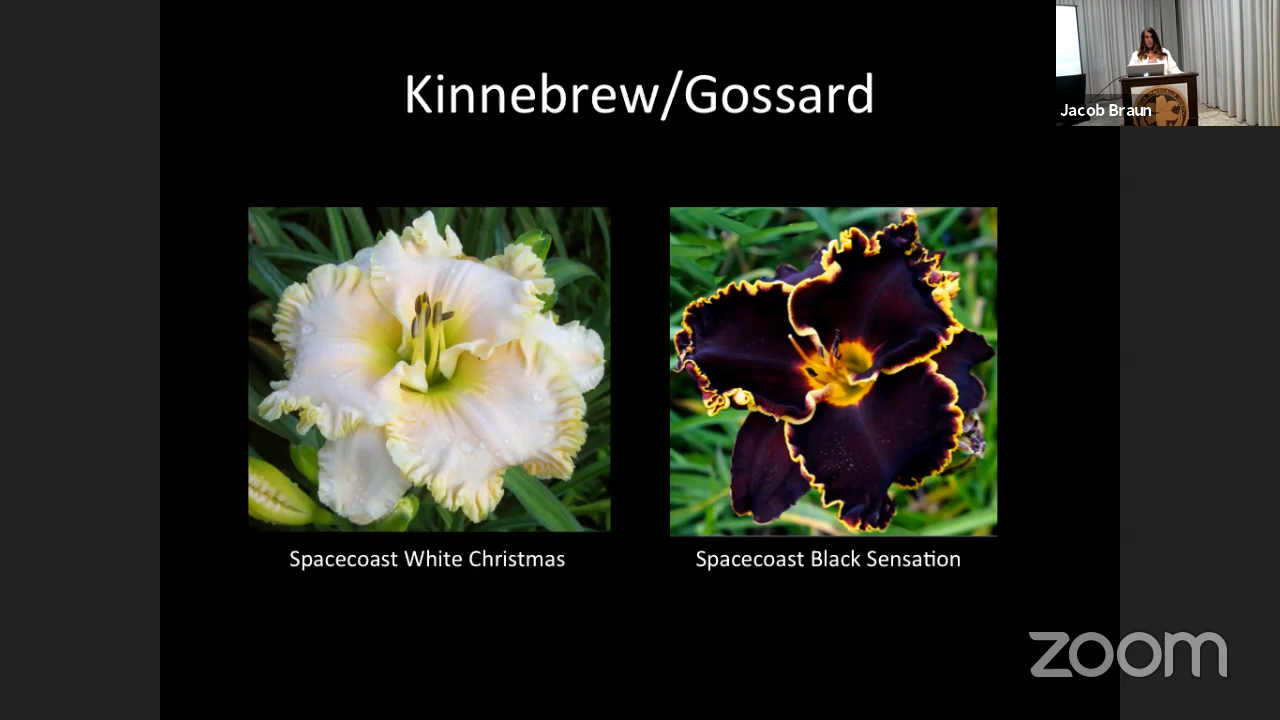 Kinnebrew/Gossard
Jacob Braun
Spacecoast White Christmas
Spacecoast Black Sensation
zoom